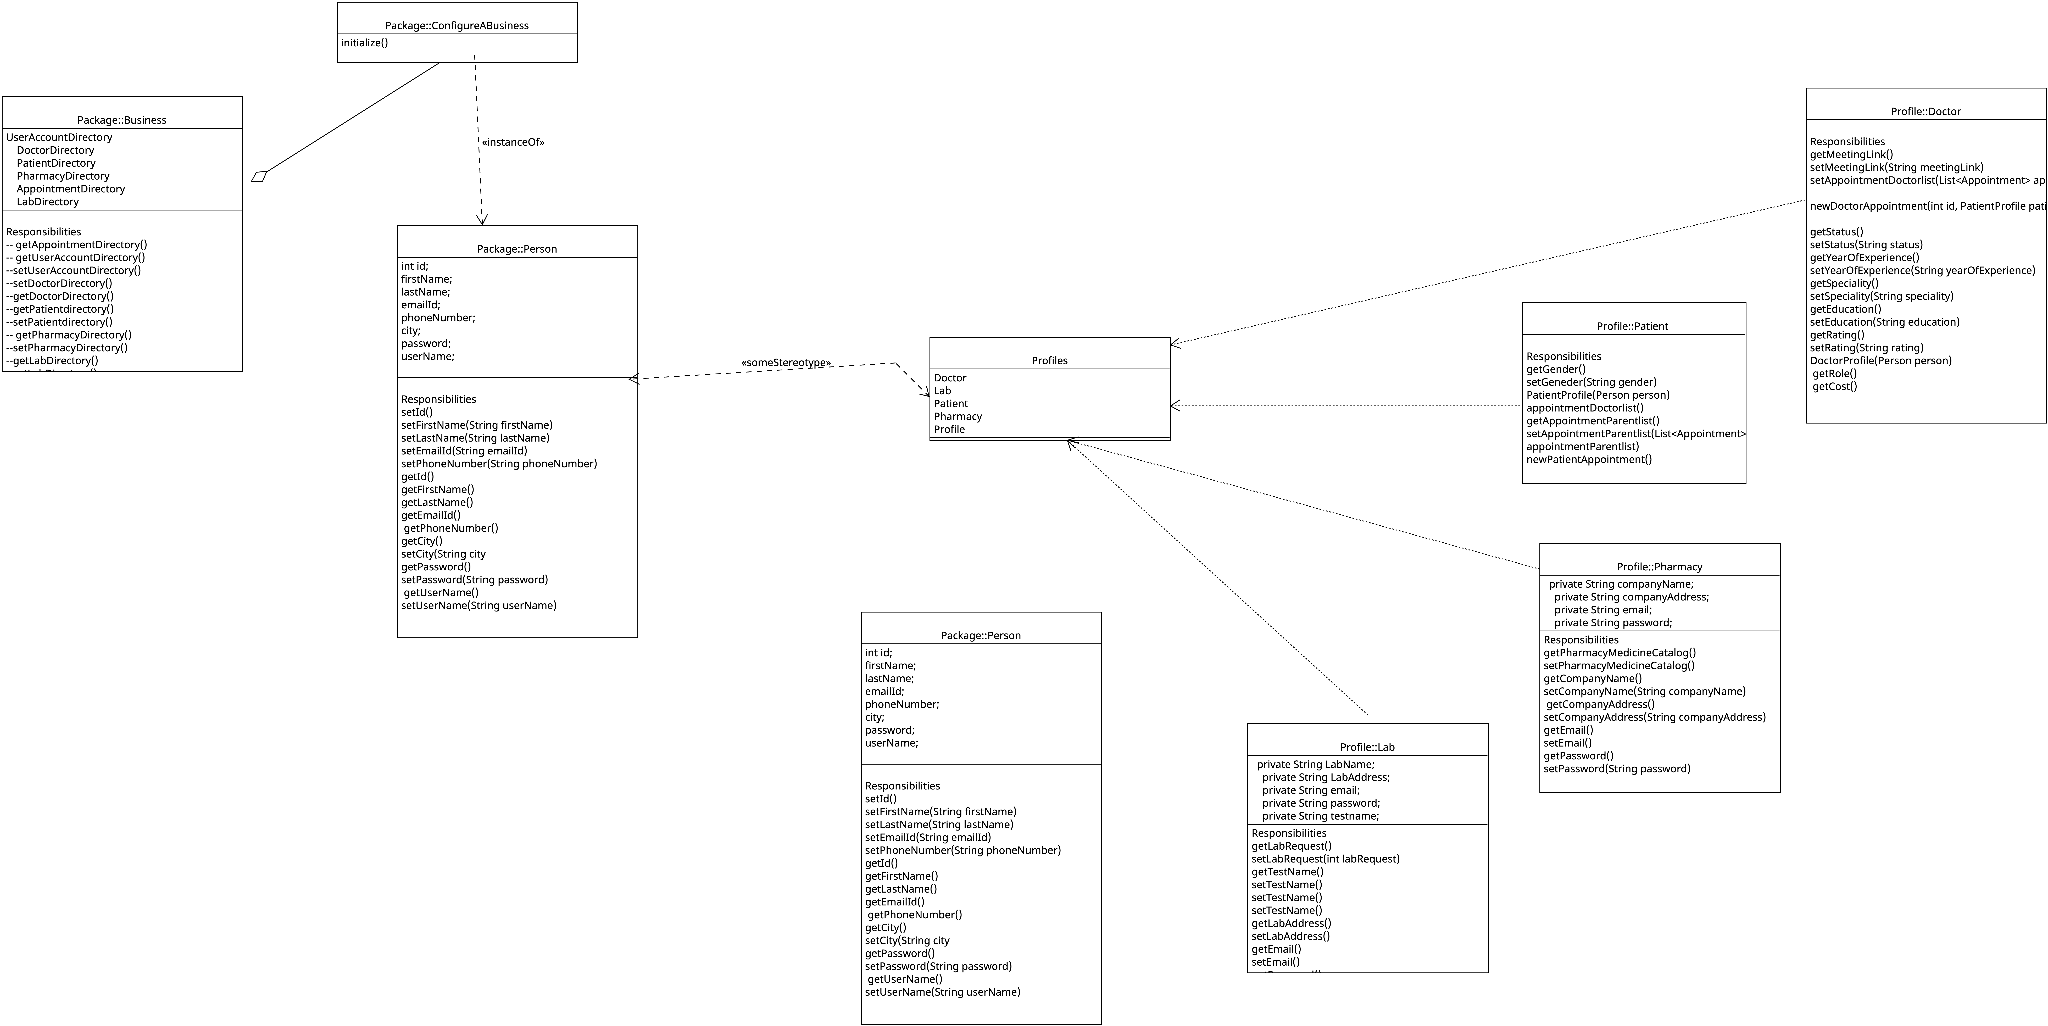 Package::ConfigureABusiness
initialize()
Package::Business
UserAccountDirectory
DoctorDirectory
PatientDirectory
PharmacyDirectory
AppointmentDirectory
LabDirectory
Responsibilities
-- getAppointmentDirectory()
-- getUserAccountDirectory()
--setUserAccountDirectory()
--setDoctorDirectory()
--getDoctorDirectory()
--getPatientdirectory()
--setPatientdirectory()
-- getPharmacyDirectory()
--setPharmacyDirectory()
--getLabDirectory()
«instanceOf»
Package::Person
int id;
firstName;
lastName;
emailId;
phoneNumber;
city;
password;
userName;
Responsibilities
setId()
setFirstName(String firstName)
setLastName(String lastName)
setEmailId(String emailId)
setPhoneNumber(String phoneNumber)
getId()
getFirstName()
getLastName()
getEmailId()
getPhoneNumber()
getCity()
setCity(String city
getPassword()
setPassword(String password)
getUserName()
setUserName(String userName)
«someStereotype»
Profiles
Doctor
Lab
Patient
Pharmacy
Profile
Profile::Doctor
Responsibilities
getMeetingLink()
setMeetingLink(String meetingLink)
setAppointmentDoctorlist(List<Appointment> ap
newDoctorAppointment(int id, PatientProfile pati
getStatus()
setStatus(String status)
getYearOfExperience()
setYearOfExperience(String yearOfExperience)
getSpeciality()
setSpeciality(String speciality)
getEducation()
setEducation(String education)
getRating()
setRating(String rating)
DoctorProfile(Person person)
getRole()
getCost()
Profile::Patient
Responsibilities
getGender()
setGeneder(String gender)
PatientProfile(Person person)
appointmentDoctorlist()
getAppointmentParentlist()
setAppointmentParentlist(List<Appointment>
appointmentParentlist)
newPatientAppointment()
Profile::Pharmacy
private String companyName;
private String companyAddress;
private String email;
private String password;
Responsibilities
getPharmacyMedicineCatalog()
setPharmacyMedicineCatalog()
getCompanyName()
setCompanyName(String companyName)
getCompanyAddress()
setCompanyAddress(String companyAddress)
getEmail()
setEmail()
getPassword()
setPassword(String password)
Package::Person
int id;
firstName;
lastName;
emailId;
phoneNumber;
city;
password;
userName;
Responsibilities
setId()
setFirstName(String firstName)
setLastName(String lastName)
setEmailId(String emailId)
setPhoneNumber(String phoneNumber)
getId()
getFirstName()
getLastName()
getEmailId()
getPhoneNumber()
getCity()
setCity(String city
getPassword()
setPassword(String password)
getUserName()
setUserName(String userName)
Profile::Lab
private String LabName;
private String LabAddress;
private String email;
private String password;
private String testname;
Responsibilities
getLabRequest()
setLabRequest(int labRequest)
getTestName()
setTestName()
setTestName()
setTestName()
getLabAddress()
setLabAddress()
getEmail()
setEmail()